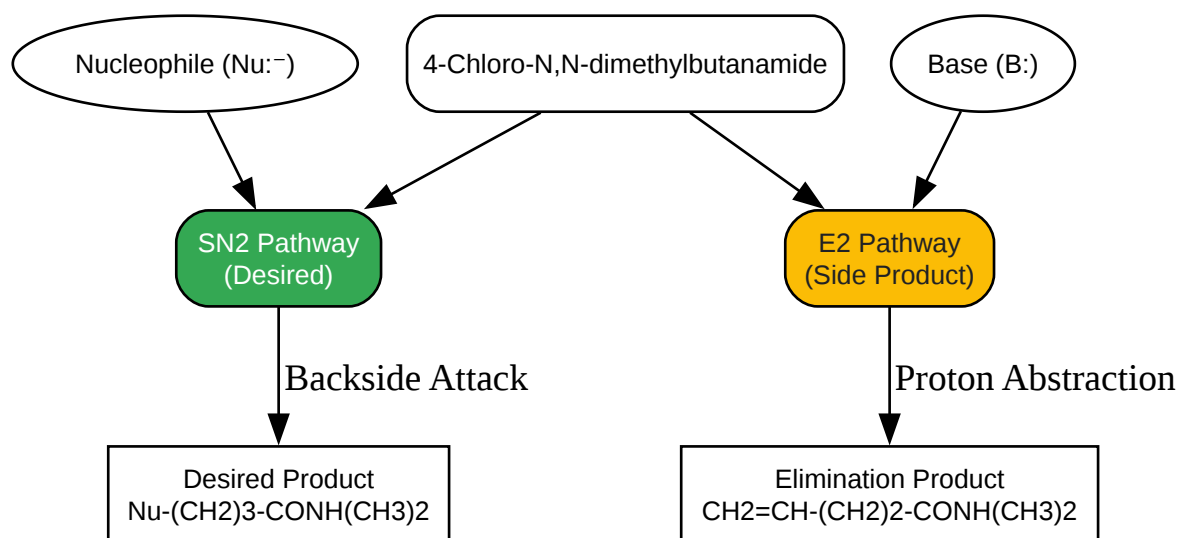 Nucleophile (Nu:⁻)
4-Chloro-N,N-dimethylbutanamide
Base (B:)
SN2 Pathway
(Desired)
E2 Pathway
(Side Product)
Backside Attack
Proton Abstraction
Desired Product
Nu-(CH2)3-CONH(CH3)2
Elimination Product
CH2=CH-(CH2)2-CONH(CH3)2